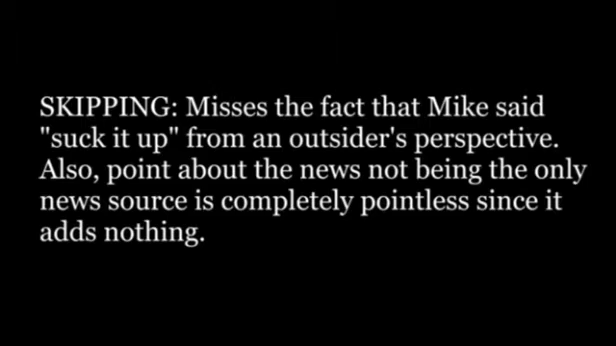 SKIPPING: Misses the fact that Mike said
"suck it up" from an outsider's perspective.
Also, point about the news not being the only
news source is completely pointless since it
adds nothing.